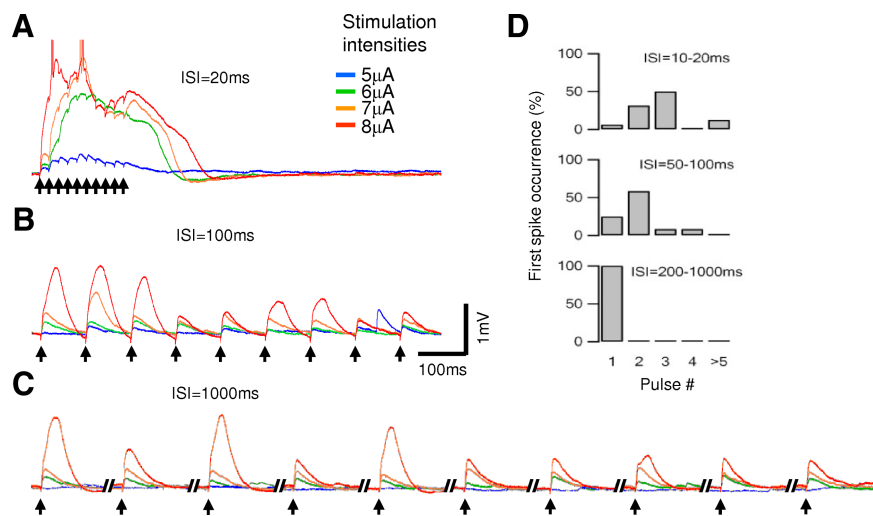 A
Stimulation
intensities
ISI=20ms
5µA
6µA
7µA
8µA
B
ISI=100ms
1mV
100ms
C
ISI=1000ms
D
First spike occurrence (%)
100
50
0
ISI=10-20ms
100
50
0
ISI=50-100ms
100
50
0
ISI=200-1000ms
1 2 3 4 >5
Pulse #